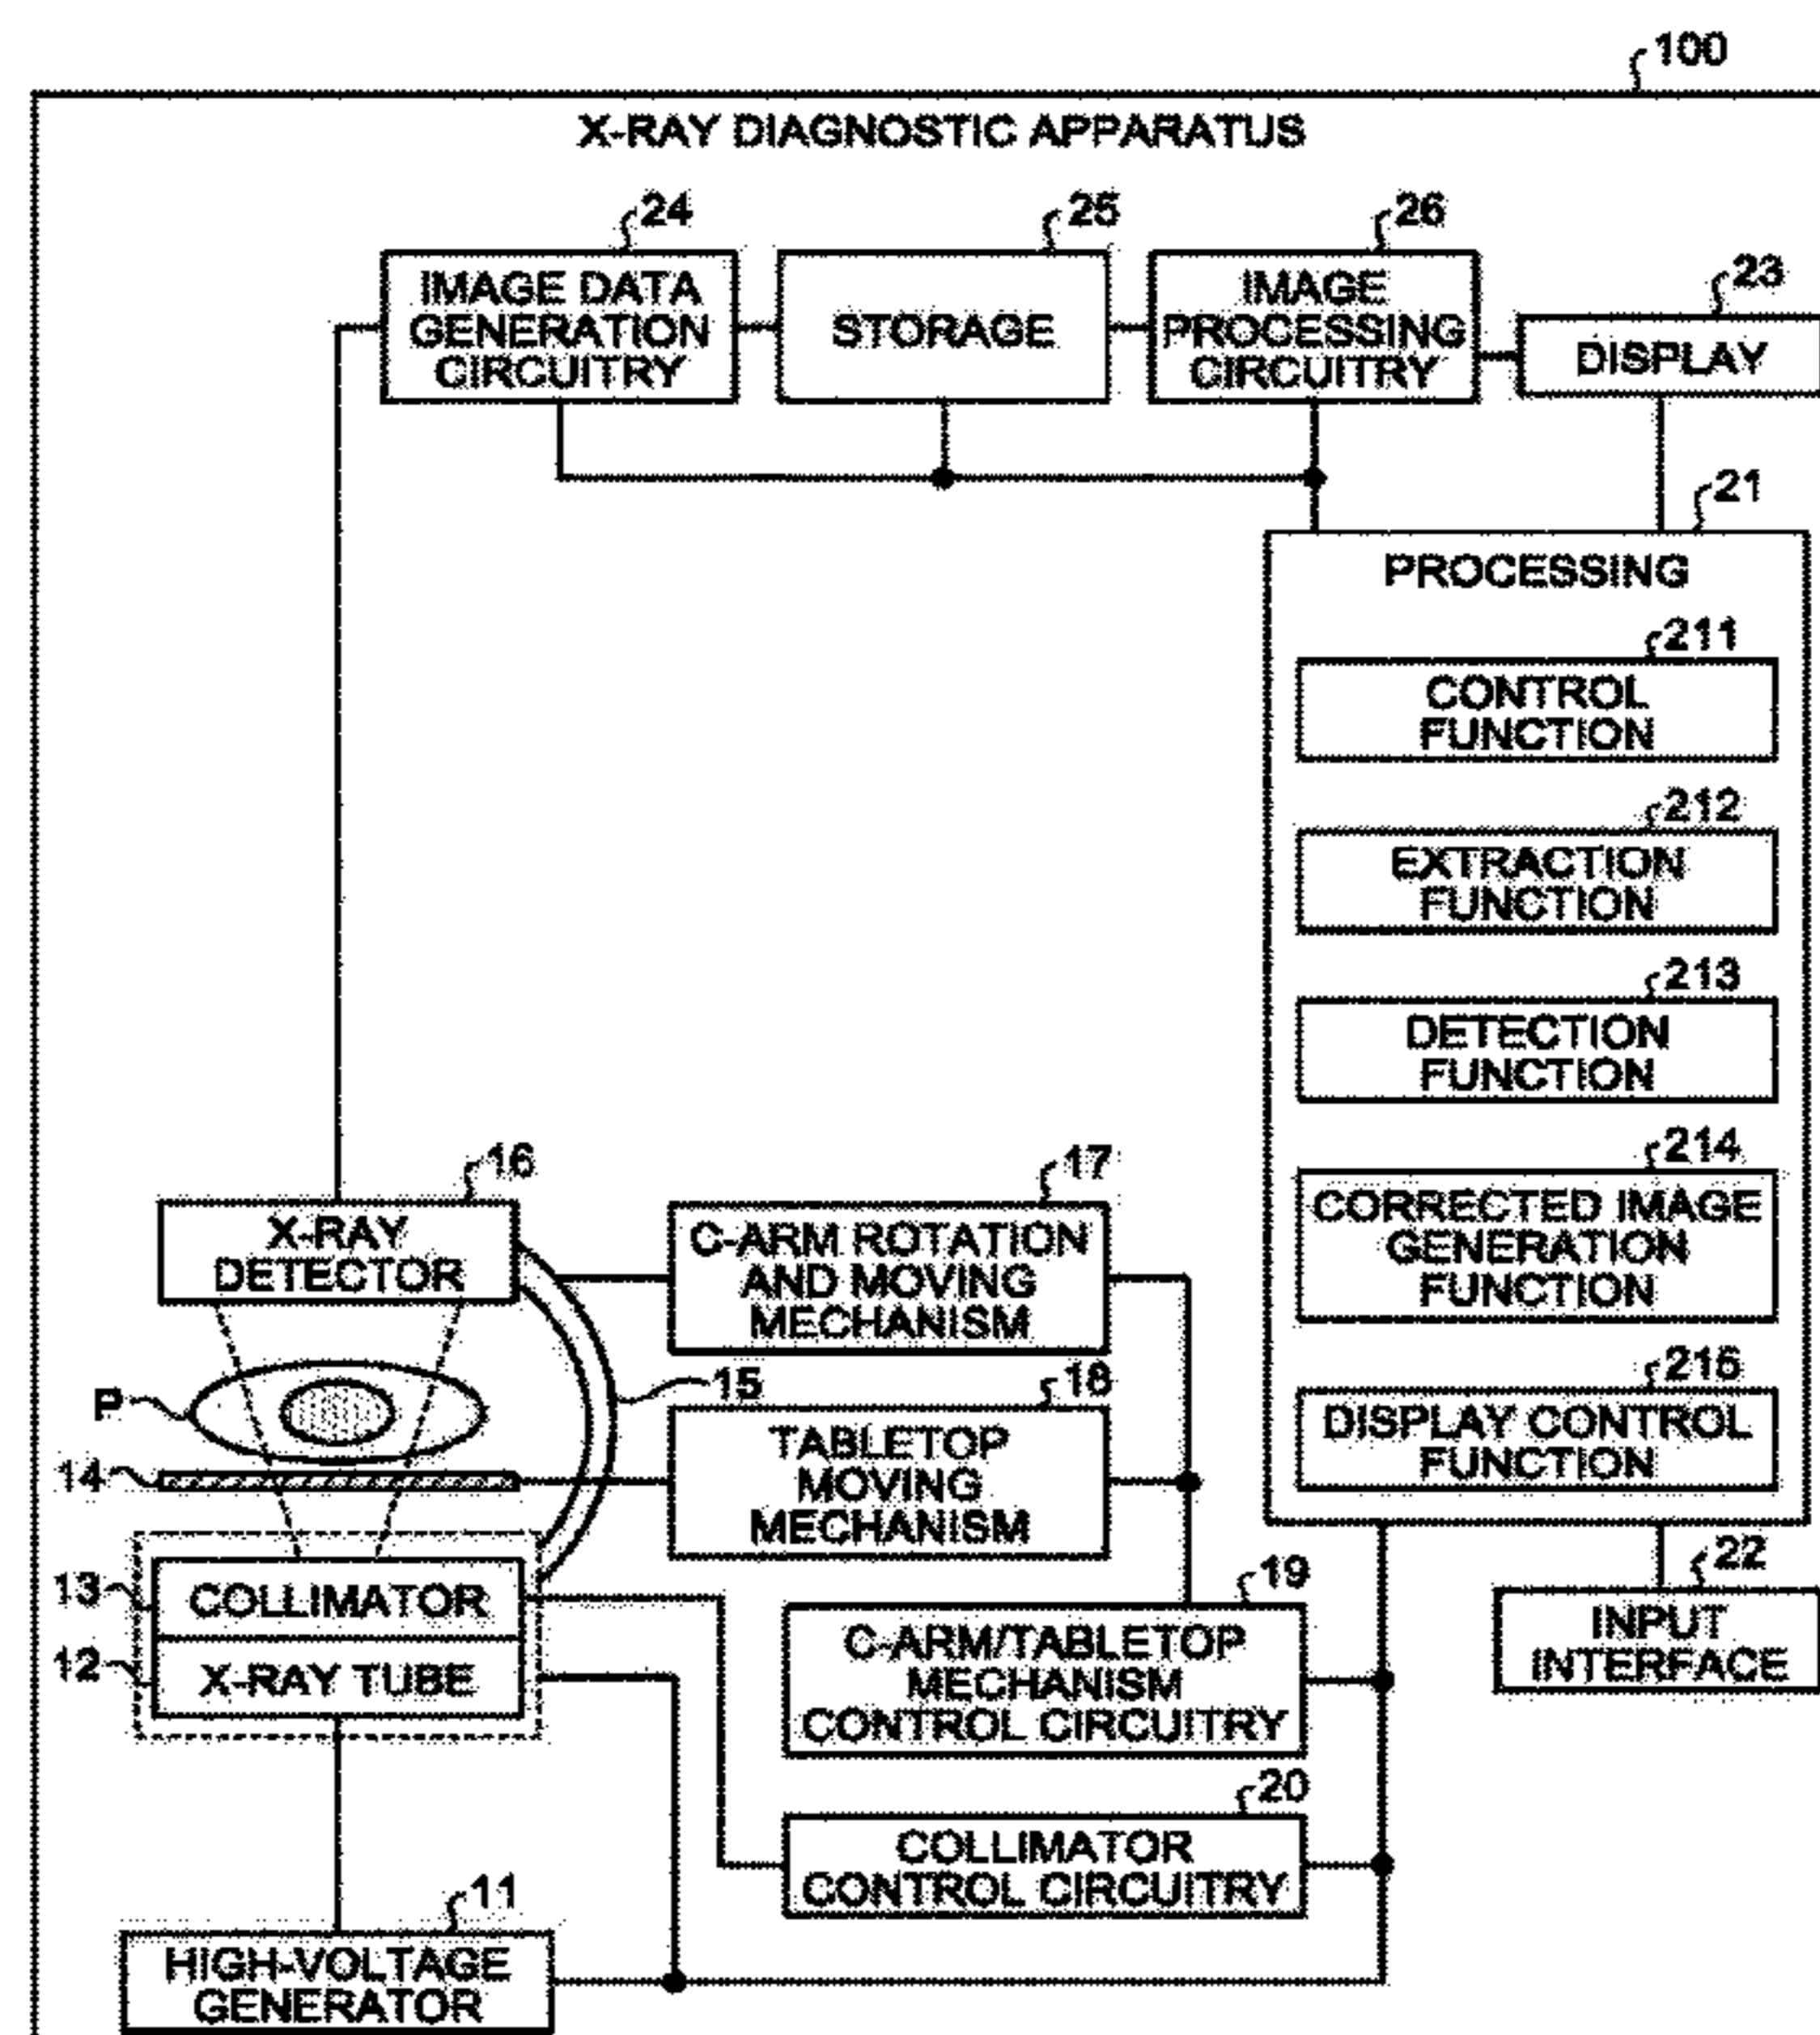 100
X-RAY DIAGNOSTIC APPARATUS
24
25
26
23
IMAGE DATA
GENERATION
CIRCUITRY
STORAGE
IMAGE
PROCESSING
CIRCUITRY
DISPLAY
21
PROCESSING
211
CONTROL
FUNCTION
212
EXTRACTION
FUNCTION
213
DETECTION
FUNCTION
214
CORRECTED IMAGE
GENERATION
FUNCTION
215
DISPLAY CONTROL
FUNCTION
16
X-RAY
DETECTOR
17
C-ARM ROTATION
AND MOVING
MECHANISM
P
15
18
TABLETOP
MOVING
MECHANISM
14
13
COLLIMATOR
12
X-RAY TUBE
19
C-ARM/TABLETOP
MECHANISM
CONTROL CIRCUITRY
22
INPUT
INTERFACE
20
COLLIMATOR
CONTROL CIRCUITRY
11
HIGH-VOLTAGE
GENERATOR